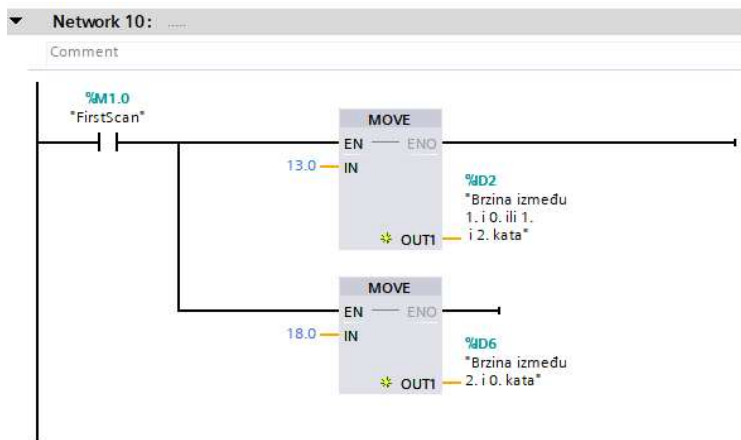 Network 10: .....
Comment
%M1.0
"FirstScan"
MOVE
EN ENO
13.0 IN
%ID2
"Brzina između
1. i 0. ili 1.
i 2. kata"
OUT1
MOVE
EN ENO
18.0 IN
%ID6
"Brzina između
2. i 0. kata"
OUT1